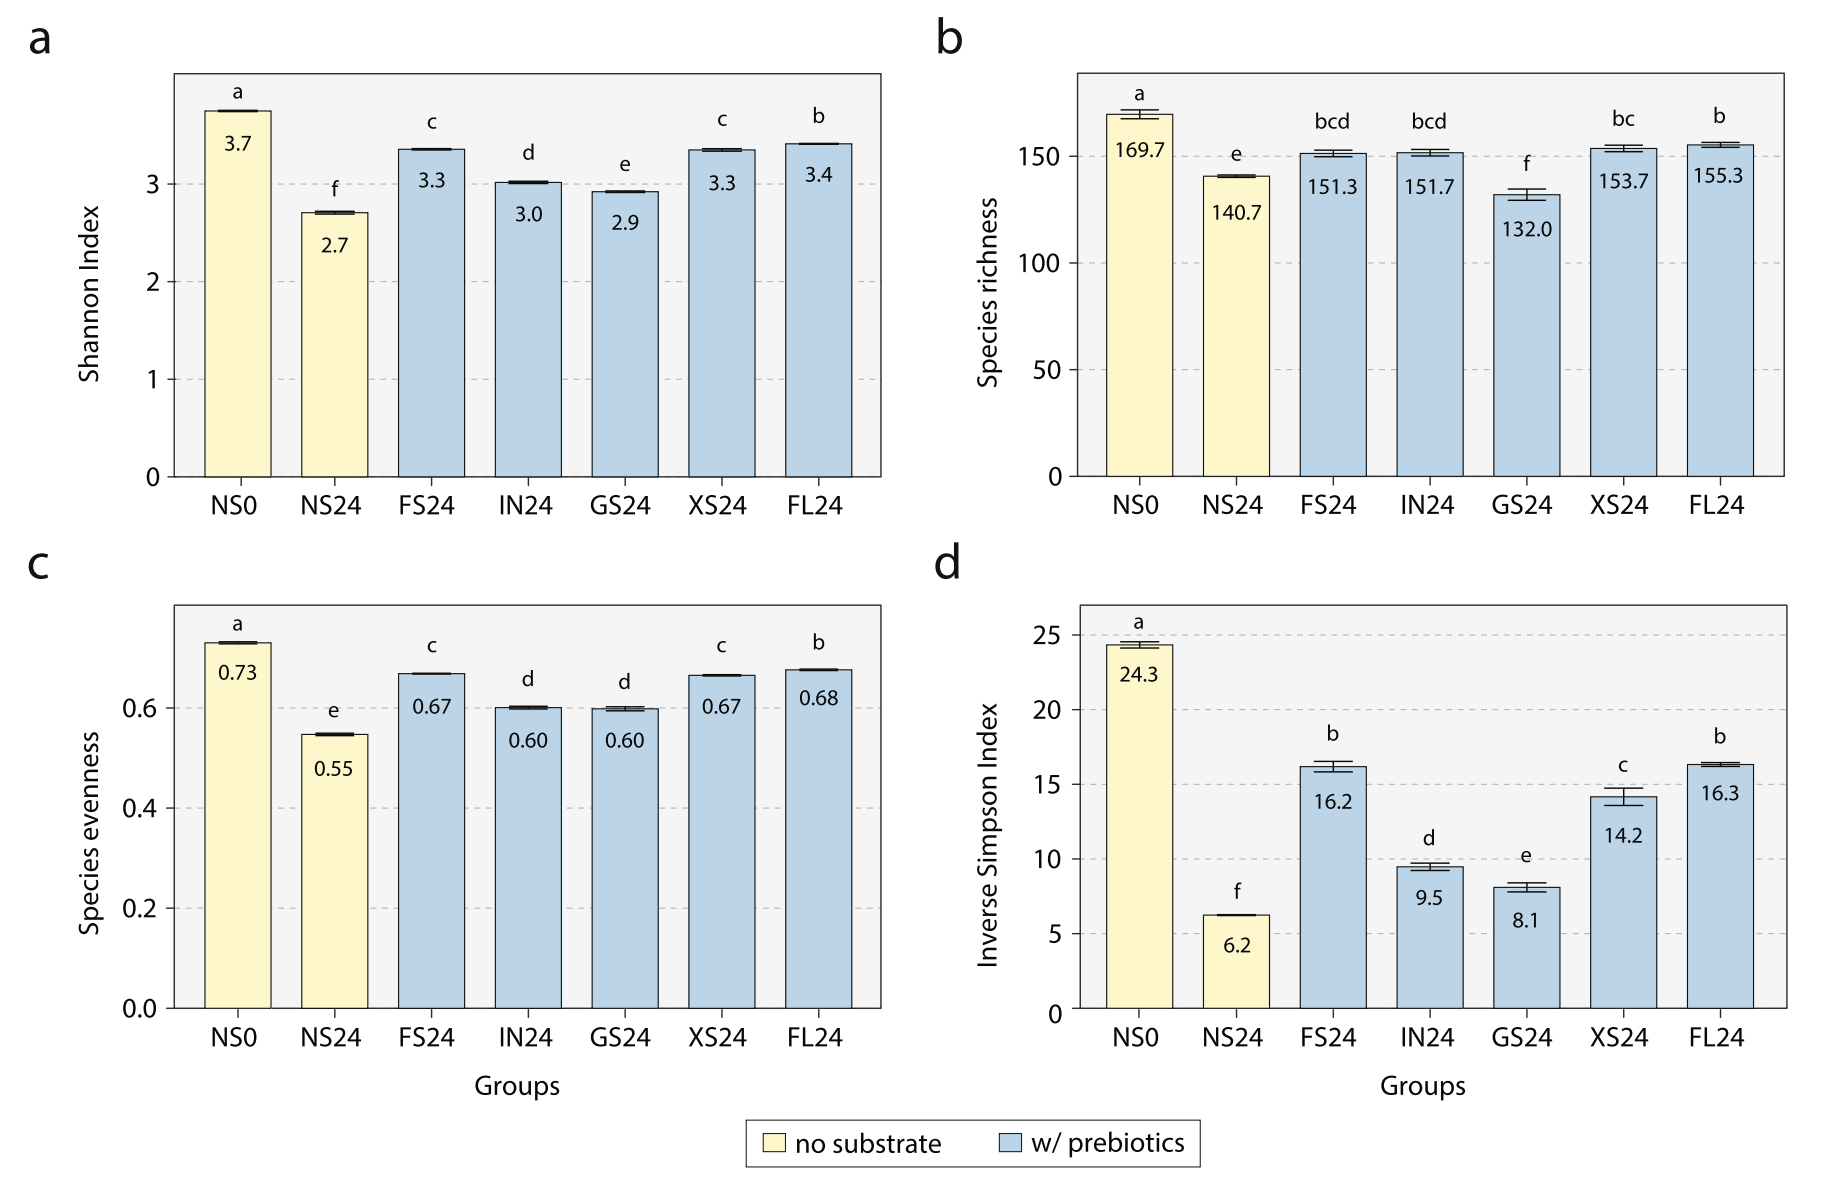 a
Shannon Index
3
2
1
0
a
3.7
f
2.7
c
3.3
d
3.0
e
2.9
c
3.3
b
3.4
NS0 NS24 FS24 IN24 GS24 XS24 FL24
b
Species richness
150
100
50
0
a
169.7
e
140.7
bcd
151.3
bcd
151.7
f
132.0
bc
153.7
b
155.3
NS0 NS24 FS24 IN24 GS24 XS24 FL24
c
Species evenness
0.6
0.4
0.2
0.0
a
0.73
e
0.55
c
0.67
d
0.60
d
0.60
c
0.67
b
0.68
NS0 NS24 FS24 IN24 GS24 XS24 FL24
Groups
d
Inverse Simpson Index
25
20
15
10
5
0
a
24.3
f
6.2
b
16.2
d
9.5
e
8.1
c
14.2
b
16.3
NS0 NS24 FS24 IN24 GS24 XS24 FL24
Groups
no substrate w/ prebiotics